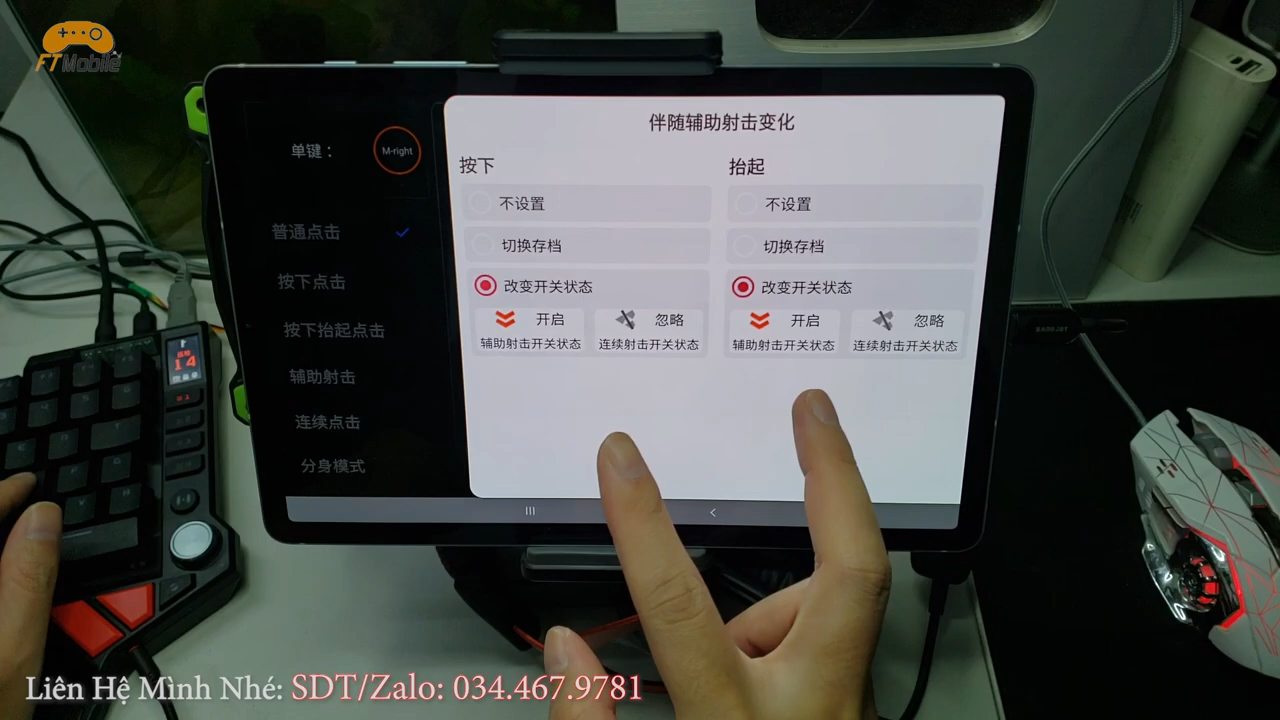 FT Mobile
伴随辅助射击变化
单键：
M-right
按下
抬起
不设置
不设置
普通点击
切换存档
切换存档
按下点击
改变开关状态
改变开关状态
按下抬起点击
开启
忽略
开启
忽略
辅助射击开关状态
连续射击开关状态
辅助射击开关状态
连续射击开关状态
辅助射击
连续点击
分身模式
14
Liên Hệ Mình Nhé: SDT/Zalo: 034.467.9781